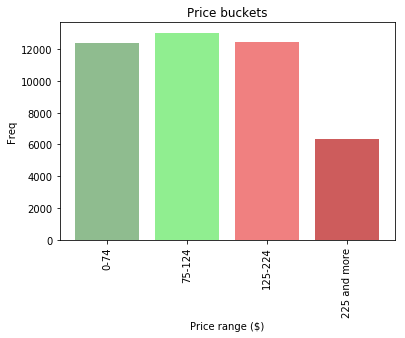 Price buckets
Freq
12000
10000
8000
6000
4000
2000
0
0-74
75-124
125-224
225 and more
Price range ($)